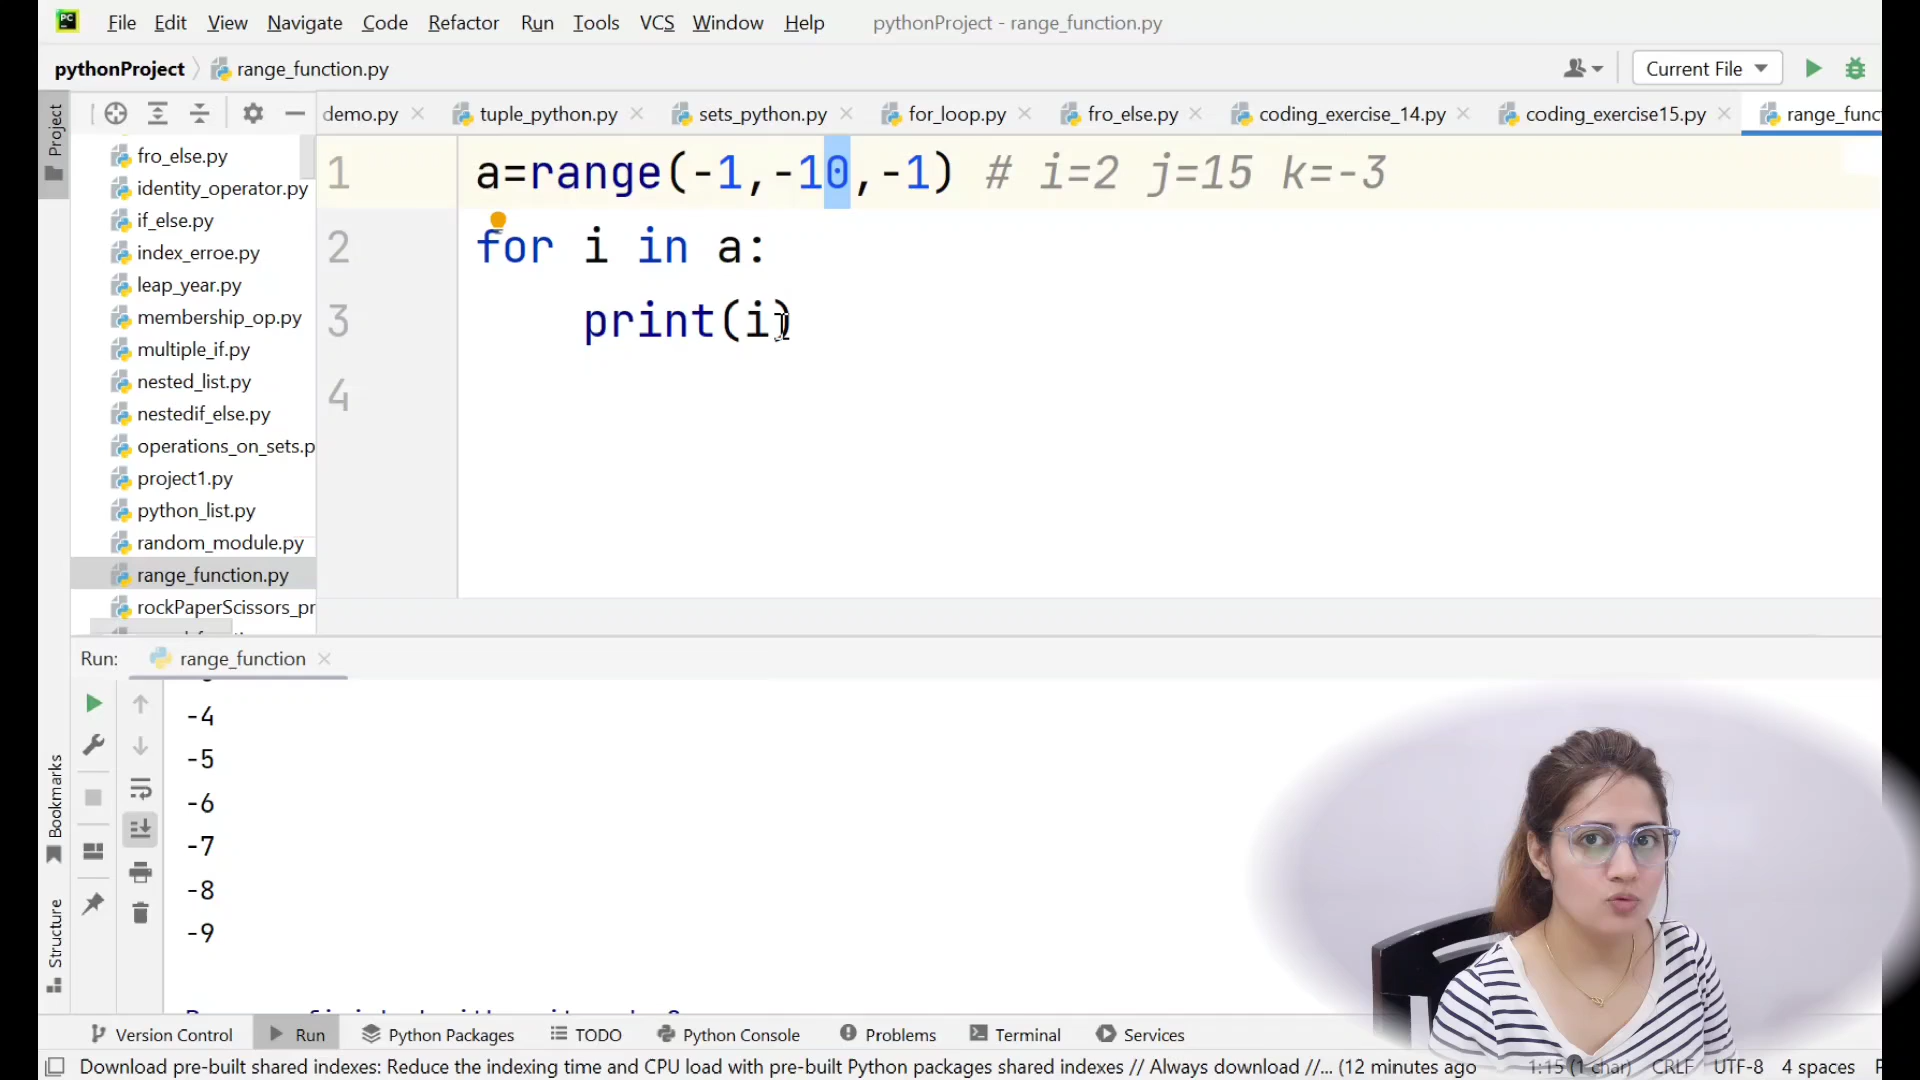 PC File Edit View Navigate Code Refactor Run Tools VCS Window Help pythonProject - range_function.py
pythonProject range_function.py Current File
Project
demo.py tuple_python.py sets_python.py for_loop.py fro_else.py coding_exercise_14.py coding_exercise15.py range_func
fro_else.py
identity_operator.py
if_else.py
index_erroe.py
leap_year.py
membership_op.py
multiple_if.py
nested_list.py
nestedif_else.py
operations_on_sets.p
project1.py
python_list.py
random_module.py
range_function.py
rockPaperScissors_pr
1 a=range(-1,-10,-1) # i=2 j=15 k=-3
2 for i in a:
3 print(i)
4
Run: range_function
-4
-5
-6
-7
-8
-9
Bookmarks
Structure
Version Control Run Python Packages TODO Python Console Problems Terminal Services
Download pre-built shared indexes: Reduce the indexing time and CPU load with pre-built Python packages shared indexes // Always download //... (12 minutes ago 1:15 (1 char) CRLF UTF-8 4 spaces